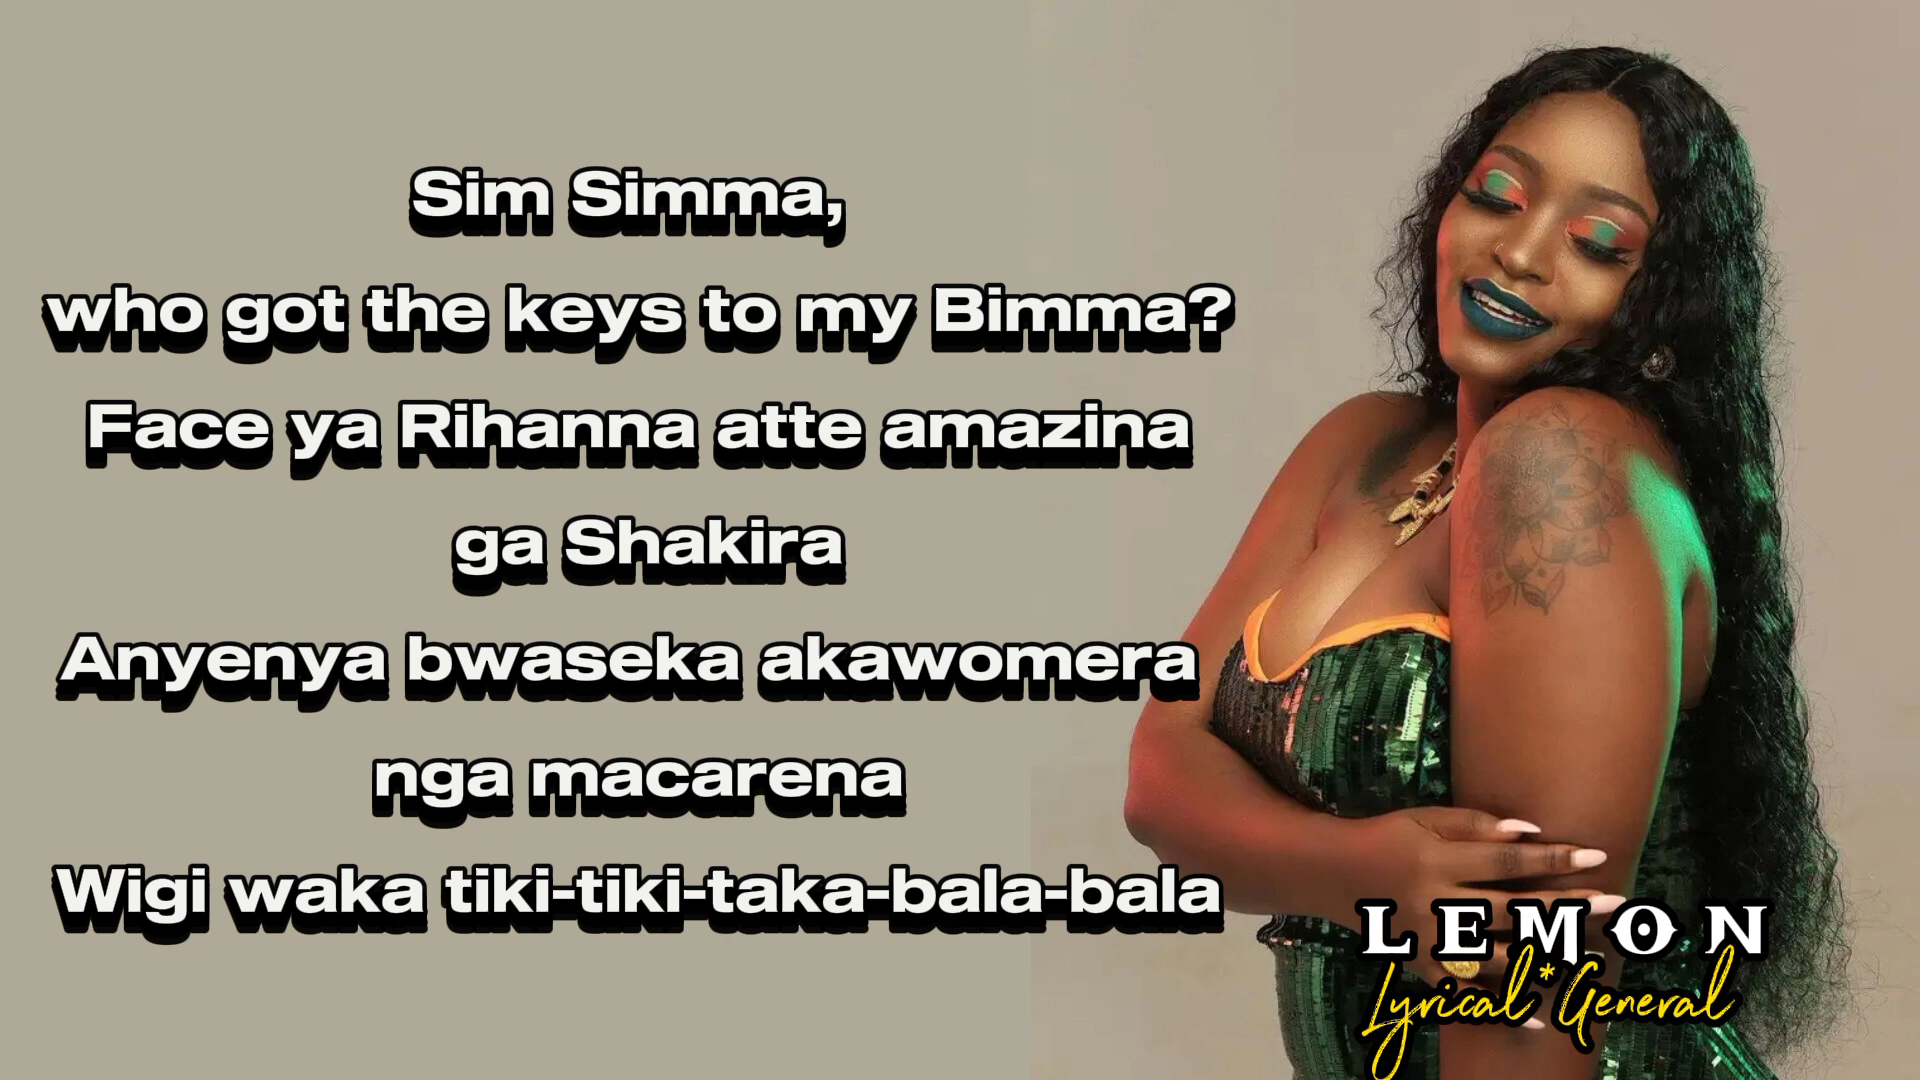 Sim Simma,
who got the keys to my Bimma?
Face ya Rihanna atte amazina
ga Shakira
Anyenya bwaseka akawomera
nga macarena
Wigi waka tiki-tiki-taka-bala-bala
LEMON
Lyrical*General